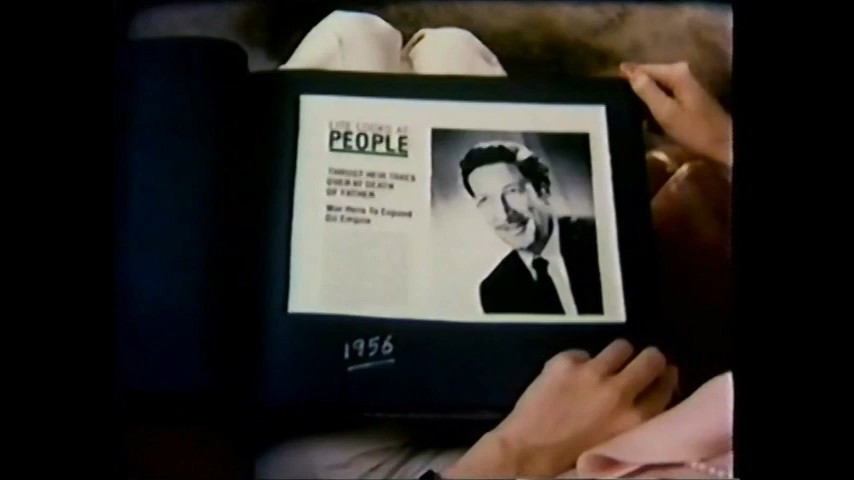 LIFE LOOKS AT
PEOPLE
THRUST HEIR TAKES
OVER AT DEATH
OF FATHER
War Hero To Expand
Oil Empire
1956